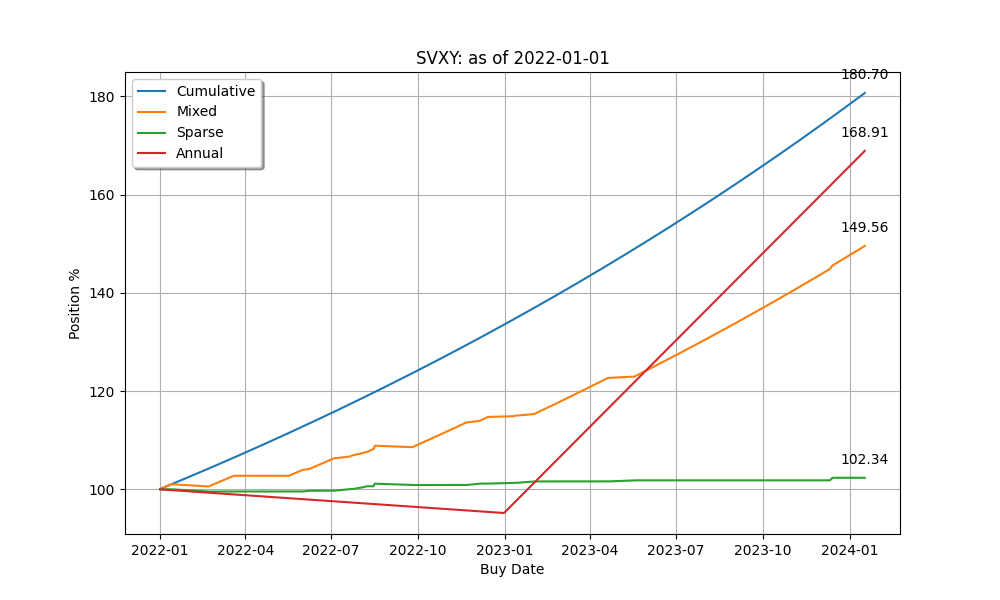 SVXY: as of 2022-01-01
Cumulative
Mixed
Sparse
Annual
180.70
168.91
149.56
102.34
180
160
140
120
100
Position %
2022-01 2022-04 2022-07 2022-10 2023-01 2023-04 2023-07 2023-10 2024-01
Buy Date